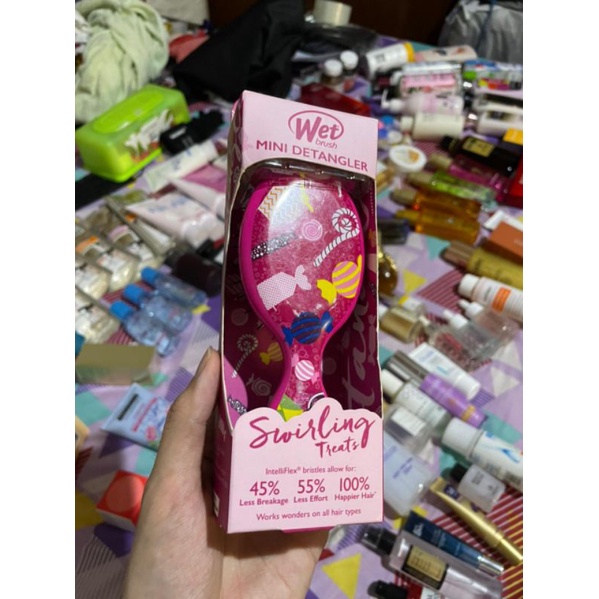 Wet
brush
MINI DETANGLER
Swirling
Treats
IntelliFlex® bristles allow for:
45% 55% 100%
Less Breakage Less Effort Happier Hair*
Works wonders on all hair types